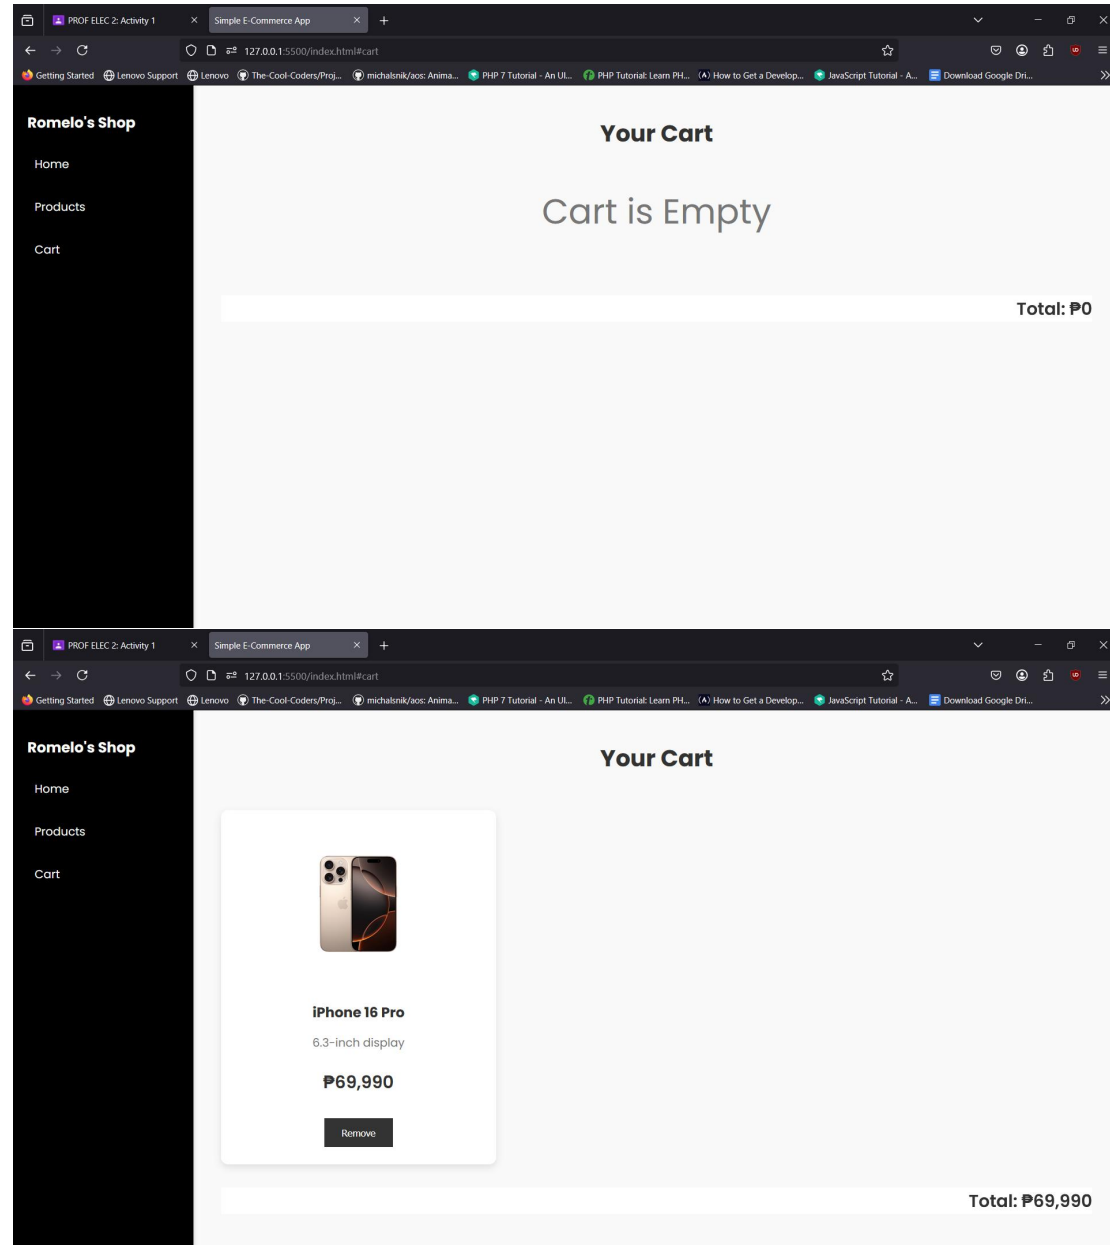 PROF ELEC 2: Activity 1
Simple E-Commerce App
127.0.0.1:5500/index.html#cart
Getting Started Lenovo Support Lenovo The-Cool-Coders/Proj... michalsnik/aos: Anima... PHP 7 Tutorial - An Ul... PHP Tutorial: Learn PH... How to Get a Develop... JavaScript Tutorial - A... Download Google Dri...
Romelo's Shop
Home
Products
Cart
Your Cart
Cart is Empty
Total: ₱0
PROF ELEC 2: Activity 1
Simple E-Commerce App
127.0.0.1:5500/index.html#cart
Getting Started Lenovo Support Lenovo The-Cool-Coders/Proj... michalsnik/aos: Anima... PHP 7 Tutorial - An Ul... PHP Tutorial: Learn PH... How to Get a Develop... JavaScript Tutorial - A... Download Google Dri...
Romelo's Shop
Home
Products
Cart
Your Cart
iPhone 16 Pro
6.3-inch display
₱69,990
Remove
Total: ₱69,990